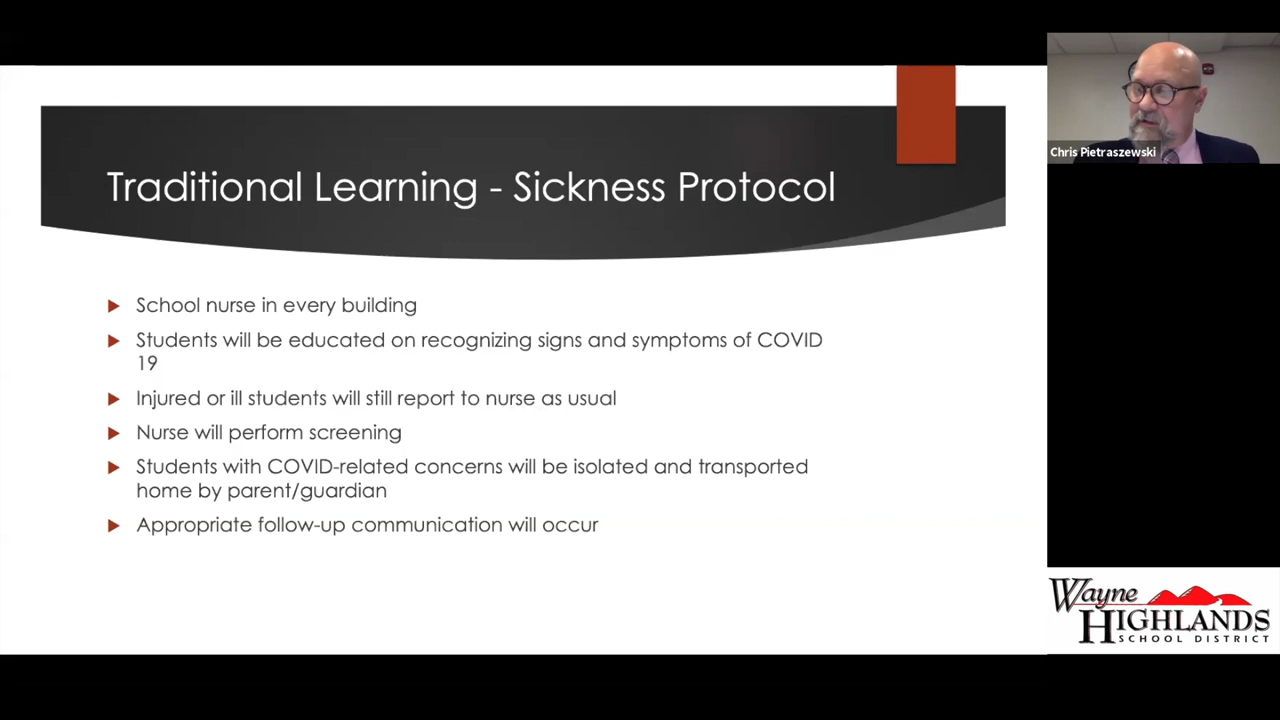 Traditional Learning - Sickness Protocol
School nurse in every building
Students will be educated on recognizing signs and symptoms of COVID
19
Injured or ill students will still report to nurse as usual
Nurse will perform screening
Students with COVID-related concerns will be isolated and transported
home by parent/guardian
Appropriate follow-up communication will occur
Chris Pietraszewski
Wayne
HIGHLANDS
SCHOOL DISTRICT